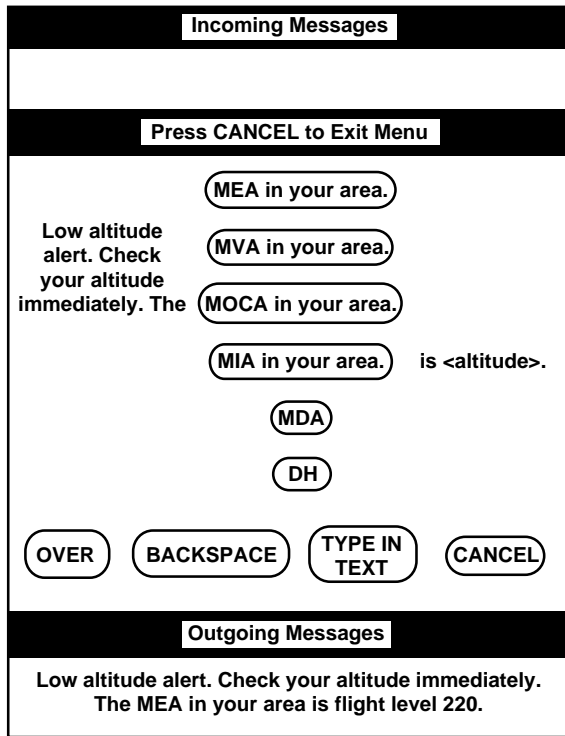 Incoming Messages
Press CANCEL to Exit Menu
MEA in your area.
Low altitude
alert. Check
your altitude
immediately. The
MVA in your area.
MOCA in your area.
MIA in your area.
is <altitude>.
MDA
DH
OVER
BACKSPACE
TYPE IN
TEXT
CANCEL
Outgoing Messages
Low altitude alert. Check your altitude immediately.
The MEA in your area is flight level 220.